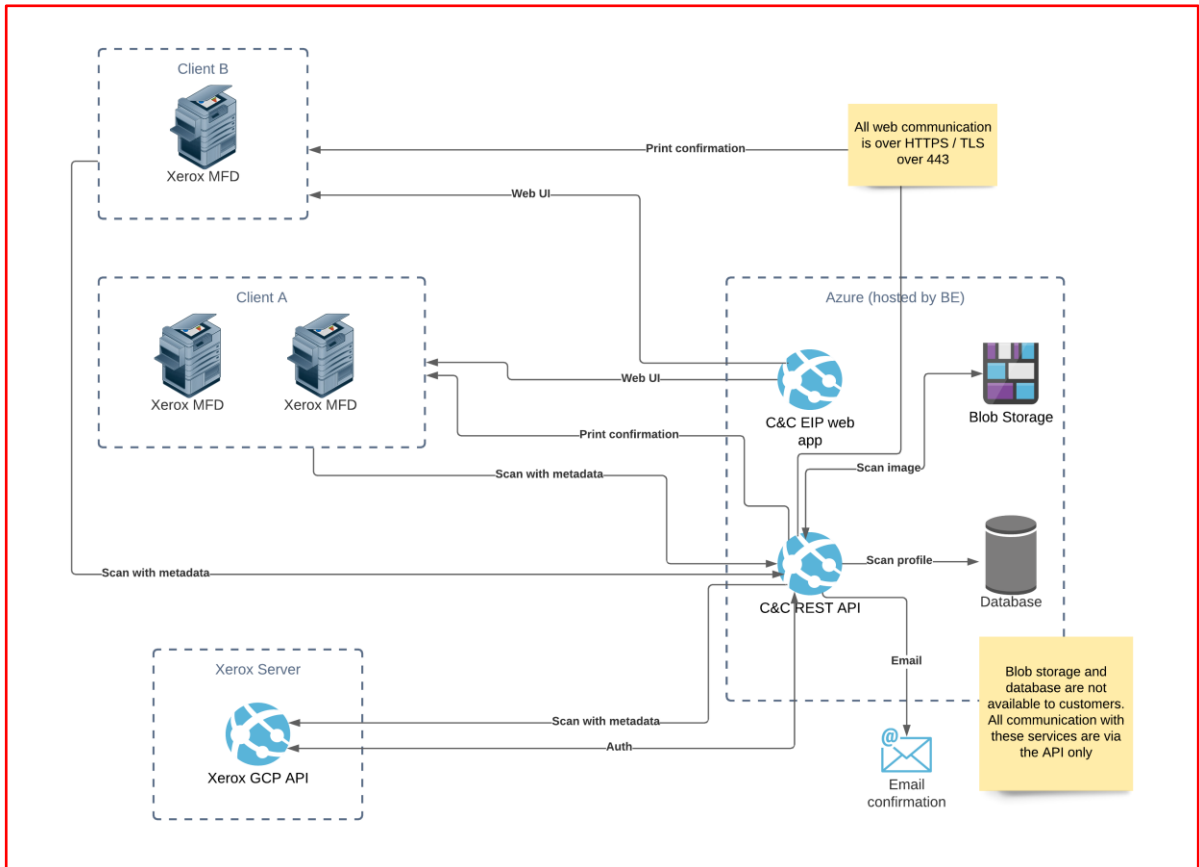 Client B
Xerox MFD
All web communication
is over HTTPS / TLS
over 443
Print confirmation
Web UI
Client A
Xerox MFD
Xerox MFD
Web UI
Print confirmation
Scan with metadata
Azure (hosted by BE)
C&C EIP web
app
Blob Storage
Scan image
Scan with metadata
C&C REST API
Scan profile
Database
Email
Xerox Server
Xerox GCP API
Scan with metadata
Auth
Email
confirmation
Blob storage and
database are not
available to customers.
All communication with
these services are via
the API only